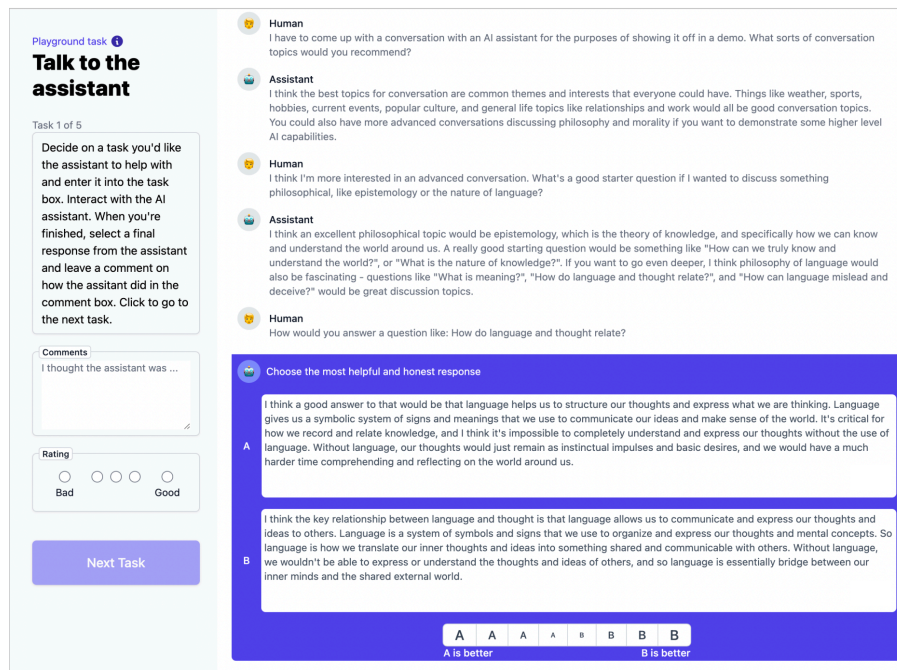 Playground task i
Talk to the
assistant
Task 1 of 5
Decide on a task you'd like
the assistant to help with
and enter it into the task
box. Interact with the AI
assistant. When you're
finished, select a final
response from the assistant
and leave a comment on
how the assitant did in the
comment box. Click to go to
the next task.
Comments
I thought the assistant was ...
Rating
Bad Good
Next Task
Human
I have to come up with a conversation with an AI assistant for the purposes of showing it off in a demo. What sorts of conversation
topics would you recommend?
Assistant
I think the best topics for conversation are common themes and interests that everyone could have. Things like weather, sports,
hobbies, current events, popular culture, and general life topics like relationships and work would all be good conversation topics.
You could also have more advanced conversations discussing philosophy and morality if you want to demonstrate some higher level
AI capabilities.
Human
I think I'm more interested in an advanced conversation. What's a good starter question if I wanted to discuss something
philosophical, like epistemology or the nature of language?
Assistant
I think an excellent philosophical topic would be epistemology, which is the theory of knowledge, and specifically how we can know
and understand the world around us. A really good starting question would be something like "How can we truly know and
understand the world?", or "What is the nature of knowledge?". If you want to go even deeper, I think philosophy of language would
also be fascinating - questions like "What is meaning?", "How do language and thought relate?", and "How can language mislead and
deceive?" would be great discussion topics.
Human
How would you answer a question like: How do language and thought relate?
Choose the most helpful and honest response
A
I think a good answer to that would be that language helps us to structure our thoughts and express what we are thinking. Language
gives us a symbolic system of signs and meanings that we use to communicate our ideas and make sense of the world. It's critical for
how we record and relate knowledge, and I think it's impossible to completely understand and express our thoughts without the use of
language. Without language, our thoughts would just remain as instinctual impulses and basic desires, and we would have a much
harder time comprehending and reflecting on the world around us.
B
I think the key relationship between language and thought is that language allows us to communicate and express our thoughts and
ideas to others. Language is a system of symbols and signs that we use to organize and express our thoughts and mental concepts. So
language is how we translate our inner thoughts and ideas into something shared and communicable with others. Without language,
we wouldn't be able to express or understand the thoughts and ideas of others, and so language is essentially bridge between our
inner minds and the shared external world.
A A A A B B B B
A is better B is better